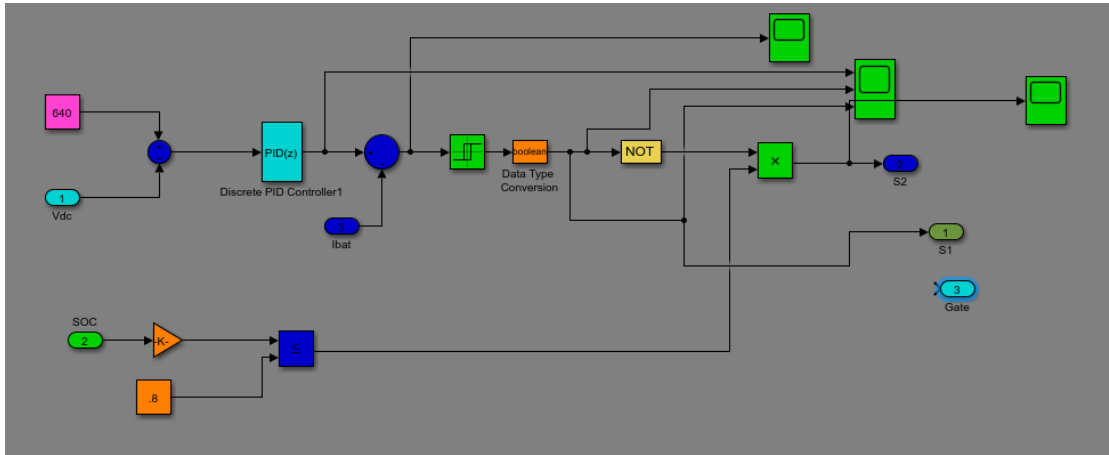 640
1
Vdc
PID(z)
Discrete PID Controller1
3
Ibat
boolean
Data Type
Conversion
NOT
×
2
S2
1
S1
3
Gate
SOC
2
-K-
≤
.8